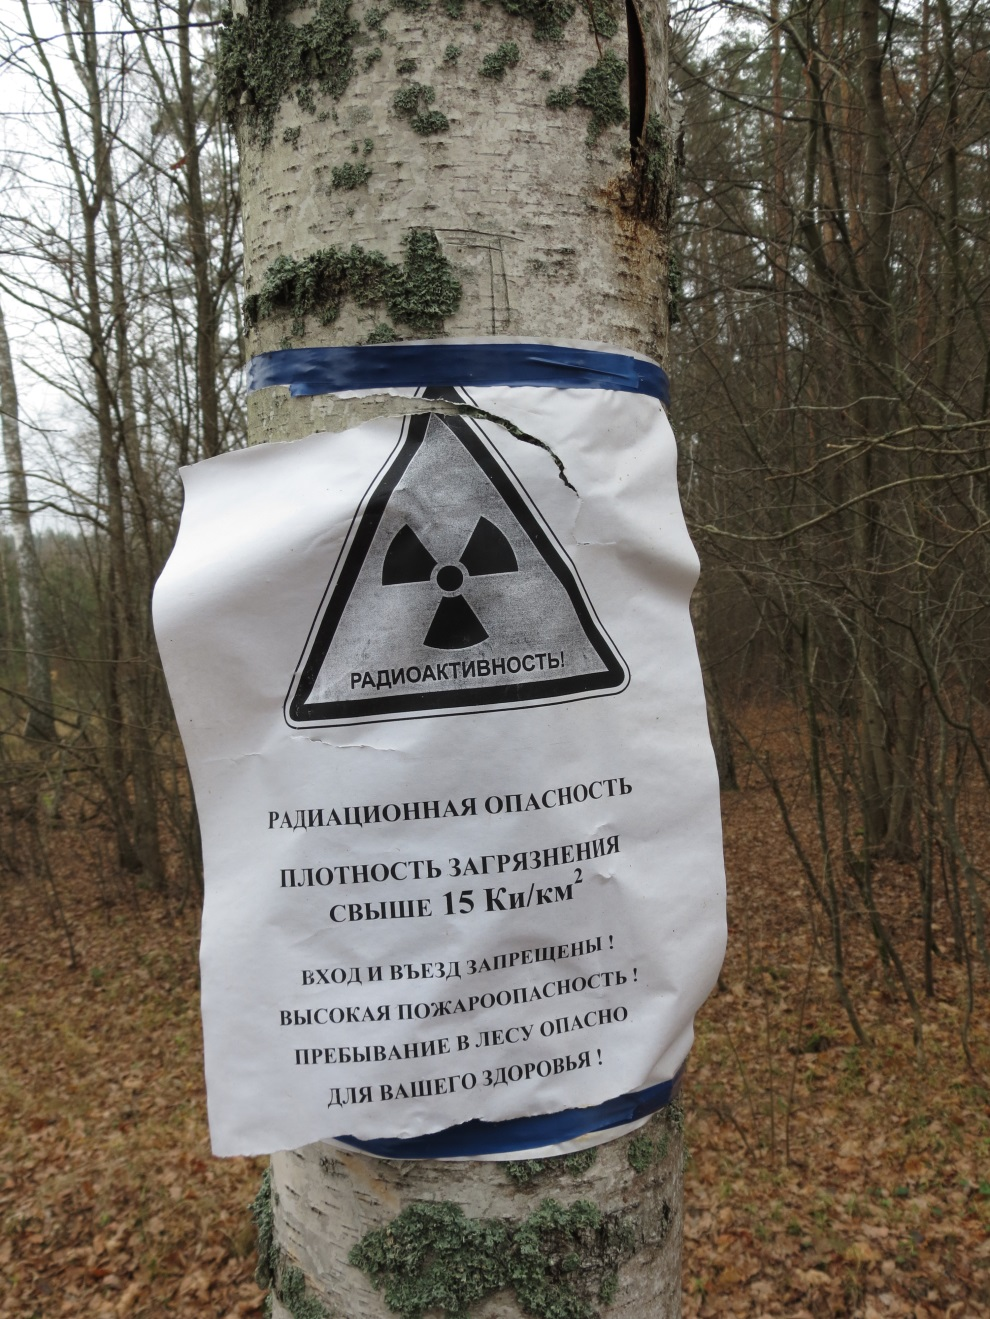 РАДИОАКТИВНОСТЬ!
РАДИАЦИОННАЯ ОПАСНОСТЬ
ПЛОТНОСТЬ ЗАГРЯЗНЕНИЯ
СВЫШЕ 15 Ки/км²
ВХОД И ВЪЕЗД ЗАПРЕЩЕНЫ !
ВЫСОКАЯ ПОЖАРООПАСНОСТЬ !
ПРЕБЫВАНИЕ В ЛЕСУ ОПАСНО
ДЛЯ ВАШЕГО ЗДОРОВЬЯ !